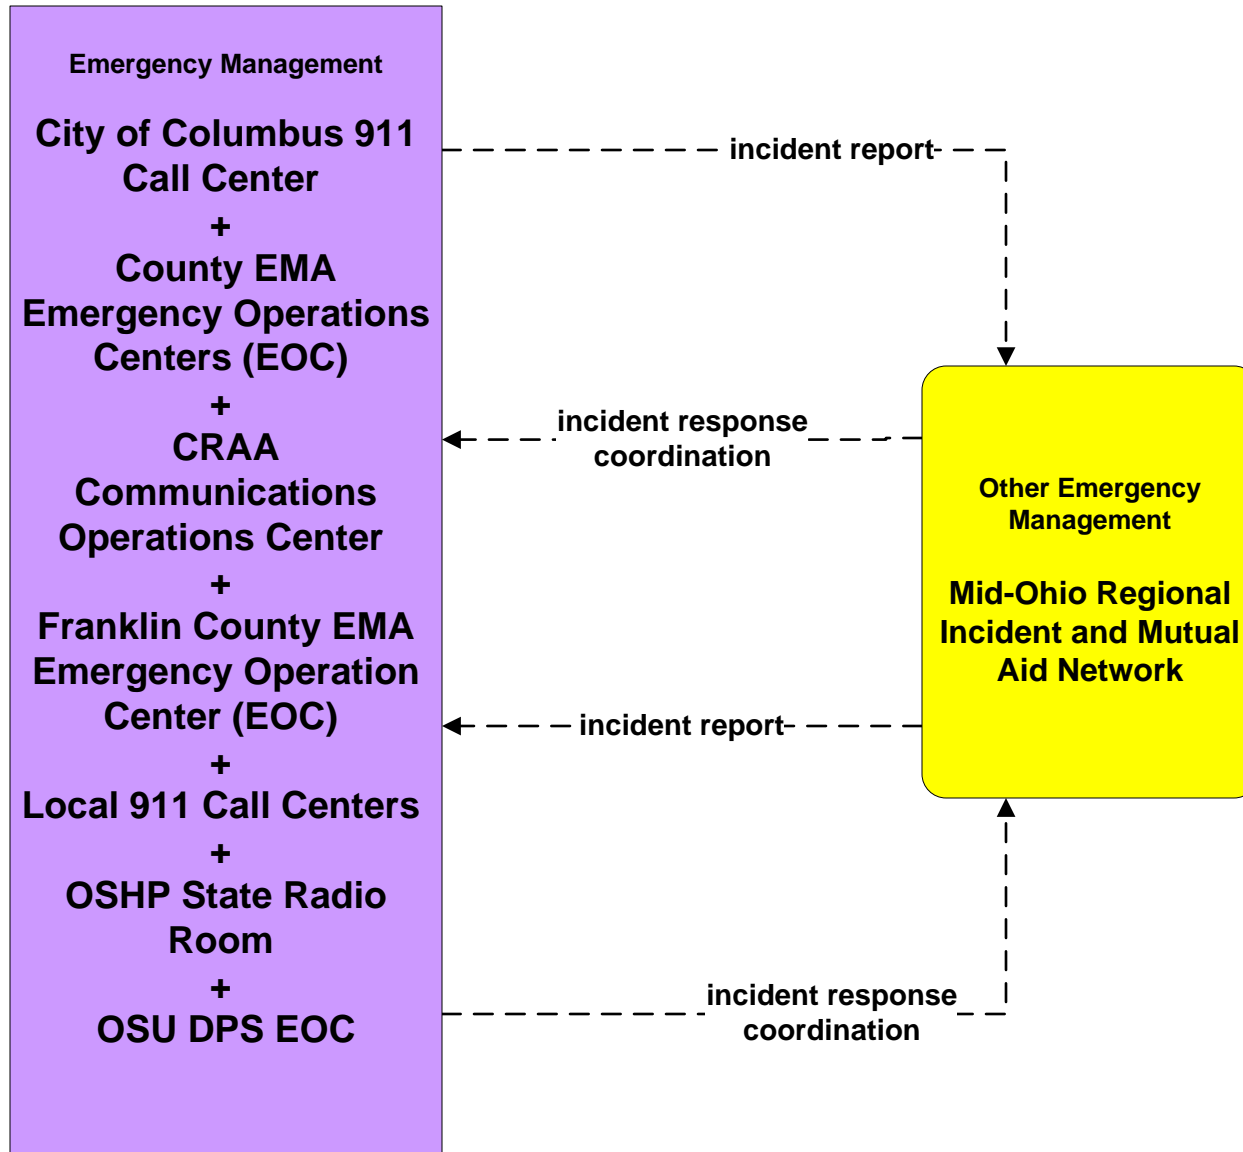 Emergency Management
City of Columbus 911
Call Center
+
County EMA
Emergency Operations
Centers (EOC)
+
CRAA
Communications
Operations Center
+
Franklin County EMA
Emergency Operation
Center (EOC)
+
Local 911 Call Centers
+
OSHP State Radio
Room
+
OSU DPS EOC
incident report
incident response
coordination
incident report
incident response
coordination
Other Emergency
Management
Mid-Ohio Regional
Incident and Mutual
Aid Network